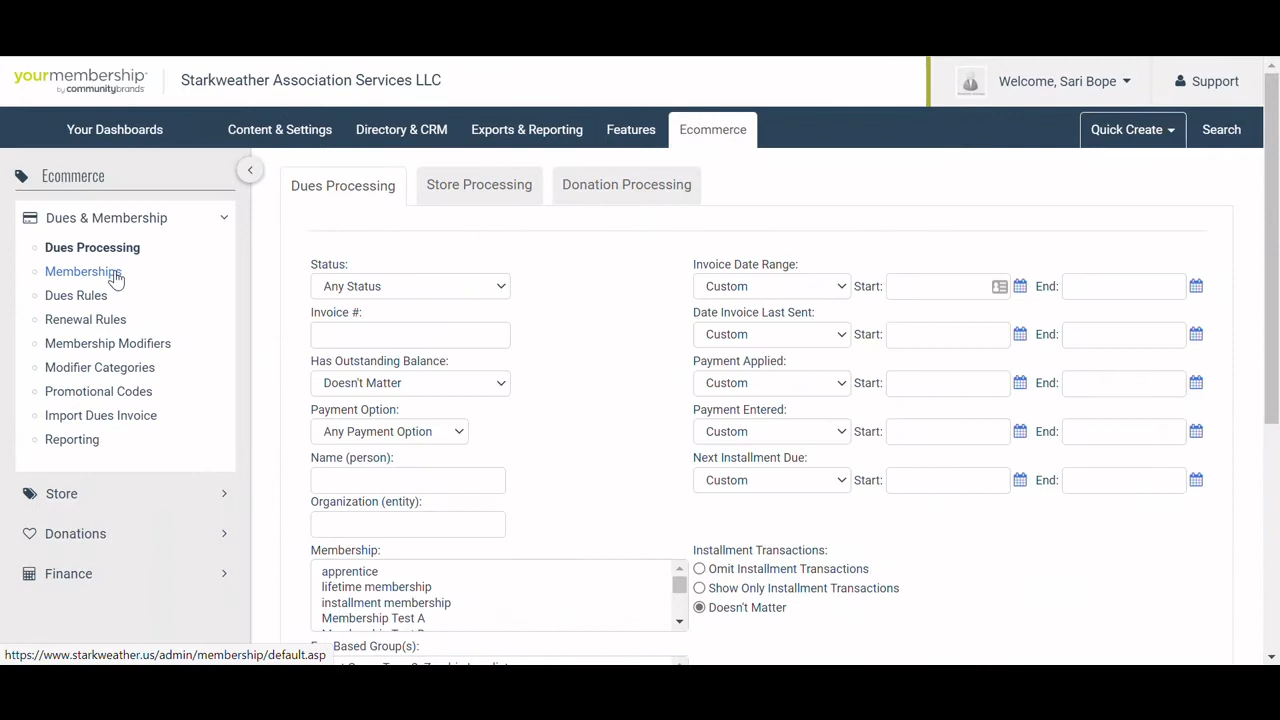 yourmembership
by communitybrands
Starkweather Association Services LLC
Welcome, Sari Bope
Support
Your Dashboards
Content & Settings
Directory & CRM
Exports & Reporting
Features
Ecommerce
Quick Create
Search
Ecommerce
Dues & Membership
Dues Processing
Memberships
Dues Rules
Renewal Rules
Membership Modifiers
Modifier Categories
Promotional Codes
Import Dues Invoice
Reporting
Store
Donations
Finance
Dues Processing
Store Processing
Donation Processing
Status:
Any Status
Invoice #:
Has Outstanding Balance:
Doesn't Matter
Payment Option:
Any Payment Option
Name (person):
Organization (entity):
Membership:
apprentice
lifetime membership
installment membership
Membership Test A
Based Group(s):
Invoice Date Range:
Custom Start: End:
Date Invoice Last Sent:
Custom Start: End:
Payment Applied:
Custom Start: End:
Payment Entered:
Custom Start: End:
Next Installment Due:
Custom Start: End:
Installment Transactions:
Omit Installment Transactions
Show Only Installment Transactions
Doesn't Matter
https://www.starkweather.us/admin/membership/default.asp